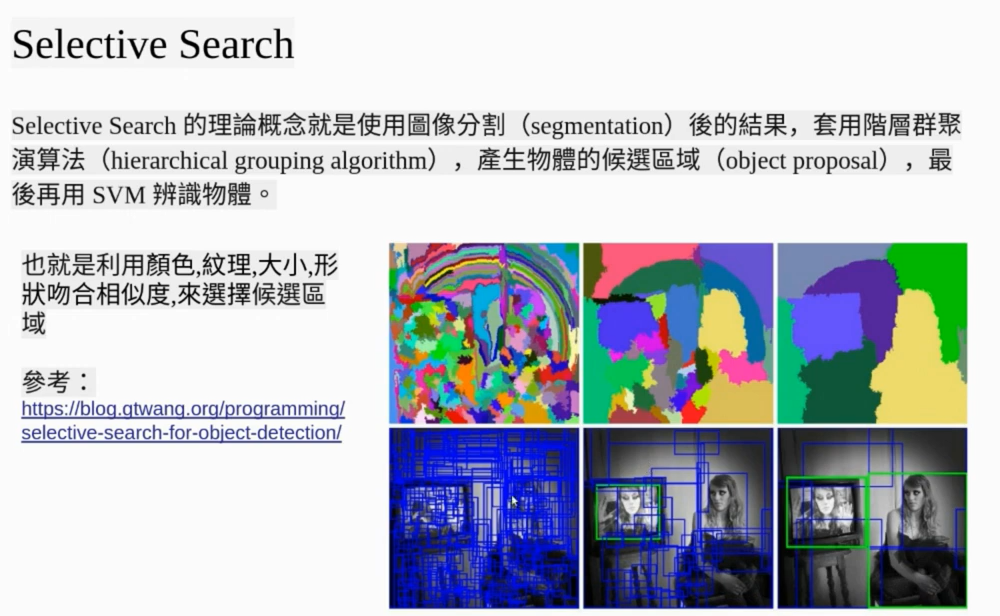 Selective Search
Selective Search 的理論概念就是使用圖像分割（segmentation）後的結果，套用階層群聚
演算法（hierarchical grouping algorithm），產生物體的候選區域（object proposal），最
後再用 SVM 辨識物體。
也就是利用顏色,紋理,大小,形
狀吻合相似度,來選擇候選區
域
參考：
https://blog.gtwang.org/programming/
selective-search-for-object-detection/